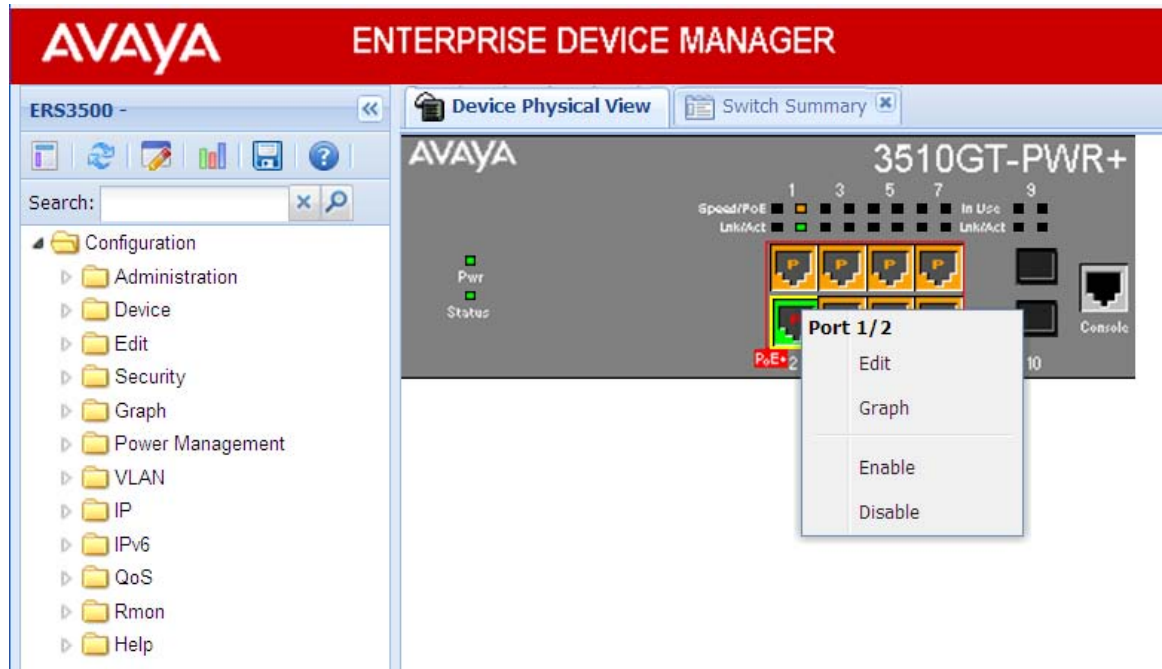 AVAYA ENTERPRISE DEVICE MANAGER
ERS3500 -
Device Physical View
Switch Summary
Search:
Configuration
Administration
Device
Edit
Security
Graph
Power Management
VLAN
IP
IPv6
QoS
Rmon
Help
AVAYA 3510GT-PWR+
1 3 5 7 9
Speed/PoE In Use
Lnk/Act Lnk/Act
Pwr
Status
P P P P
Console
PoE+ 2 10
Port 1/2
Edit
Graph
Enable
Disable